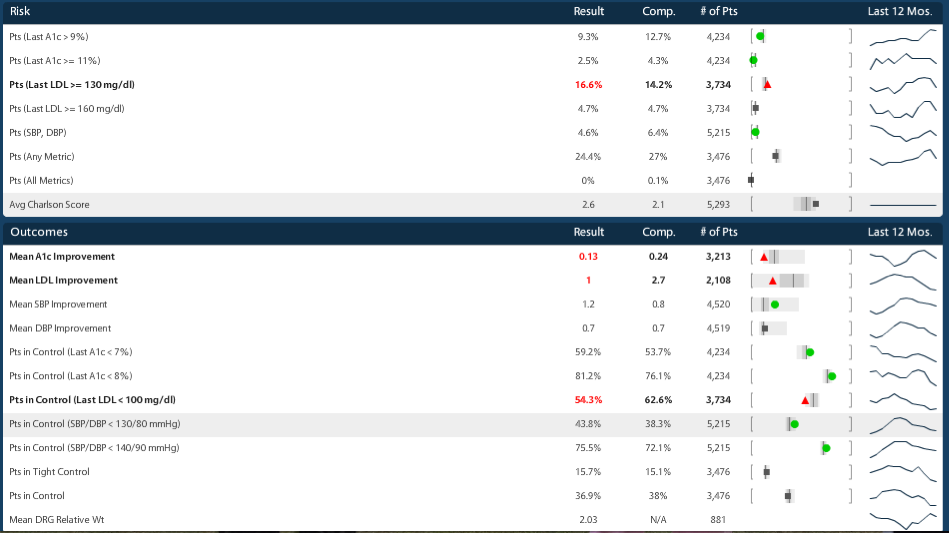 Risk Result Comp. # of Pts Last 12 Mos.
Pts (Last A1c > 9%) 9.3% 12.7% 4,234
Pts (Last A1c >= 11%) 2.5% 4.3% 4,234
Pts (Last LDL >= 130 mg/dl) 16.6% 14.2% 3,734
Pts (Last LDL >= 160 mg/dl) 4.7% 4.7% 3,734
Pts (SBP, DBP) 4.6% 6.4% 5,215
Pts (Any Metric) 24.4% 27% 3,476
Pts (All Metrics) 0% 0.1% 3,476
Avg Charlson Score 2.6 2.1 5,293
Outcomes Result Comp. # of Pts Last 12 Mos.
Mean A1c Improvement 0.13 0.24 3,213
Mean LDL Improvement 1 2.7 2,108
Mean SBP Improvement 1.2 0.8 4,520
Mean DBP Improvement 0.7 0.7 4,519
Pts in Control (Last A1c < 7%) 59.2% 53.7% 4,234
Pts in Control (Last A1c < 8%) 81.2% 76.1% 4,234
Pts in Control (Last LDL < 100 mg/dl) 54.3% 62.6% 3,734
Pts in Control (SBP/DBP < 130/80 mmHg) 43.8% 38.3% 5,215
Pts in Control (SBP/DBP < 140/90 mmHg) 75.5% 72.1% 5,215
Pts in Tight Control 15.7% 15.1% 3,476
Pts in Control 36.9% 38% 3,476
Mean DRG Relative Wt 2.03 N/A 881